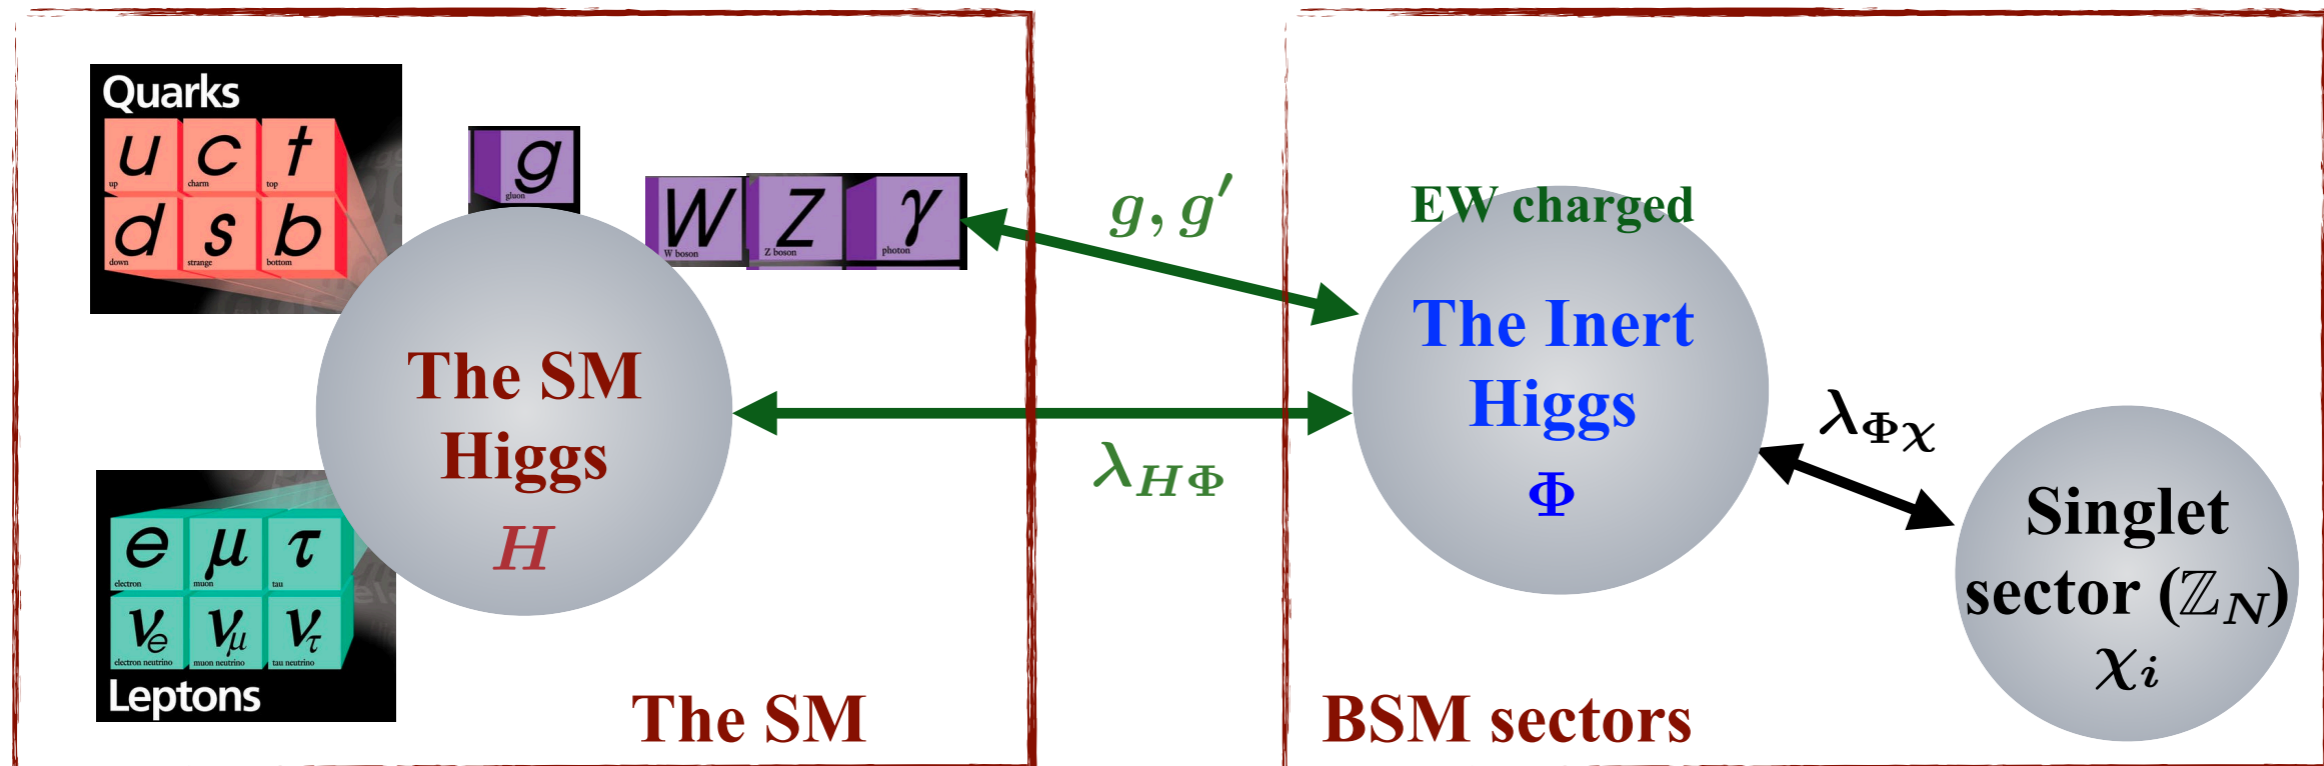 Quarks
u c t
up charm top
d s b
down strange bottom
g
gluon
W Z γ
W boson Z boson photon
The SM
Higgs
H
e μ τ
electron muon tau
νe νμ ντ
electron neutrino muon neutrino tau neutrino
Leptons
The SM
g, g′
λHΦ
EW charged
The Inert
Higgs
Φ
λΦχ
Singlet
sector (ℤN)
χi
BSM sectors